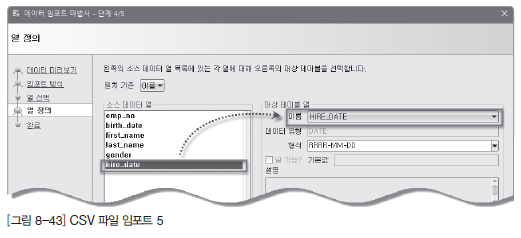 데이터 임포트 마법사 - 단계 4/5
열 정의
데이터 미리보기
임포트 방식
열 선택
열 정의
완료
왼쪽의 소스 데이터 열 목록에 있는 각 열에 대해 오른쪽의 대상 테이블을 선택합니다.
일치 기준 이름
소스 데이터 열
emp_no
birth_date
first_name
last_name
gender
hire_date
대상 테이블 열
이름 HIRE_DATE
데이터 유형 DATE
형식 RRRR-MM-DD
널 가능? 기본값
설명
[그림 8-43] CSV 파일 임포트 5